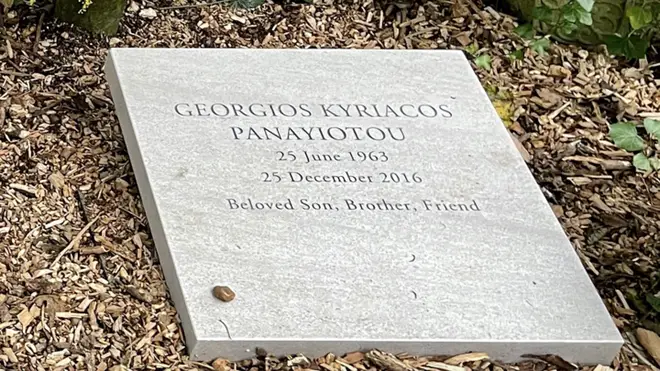 GEORGIOS KYRIACOS
PANAYIOTOU
25 June 1963
25 December 2016
Beloved Son, Brother, Friend